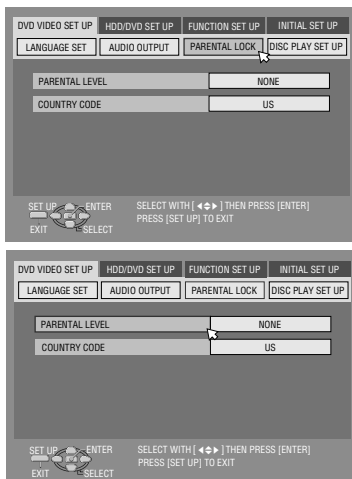 DVD VIDEO SET UP HDD/DVD SET UP FUNCTION SET UP INITIAL SET UP
LANGUAGE SET AUDIO OUTPUT PARENTAL LOCK DISC PLAY SET UP
PARENTAL LEVEL NONE
COUNTRY CODE US
SET UP ENTER SELECT WITH [ ◀▲▼▶ ] THEN PRESS [ENTER]
EXIT SELECT PRESS [SET UP] TO EXIT
DVD VIDEO SET UP HDD/DVD SET UP FUNCTION SET UP INITIAL SET UP
LANGUAGE SET AUDIO OUTPUT PARENTAL LOCK DISC PLAY SET UP
PARENTAL LEVEL NONE
COUNTRY CODE US
SET UP ENTER SELECT WITH [ ◀▲▼▶ ] THEN PRESS [ENTER]
EXIT SELECT PRESS [SET UP] TO EXIT